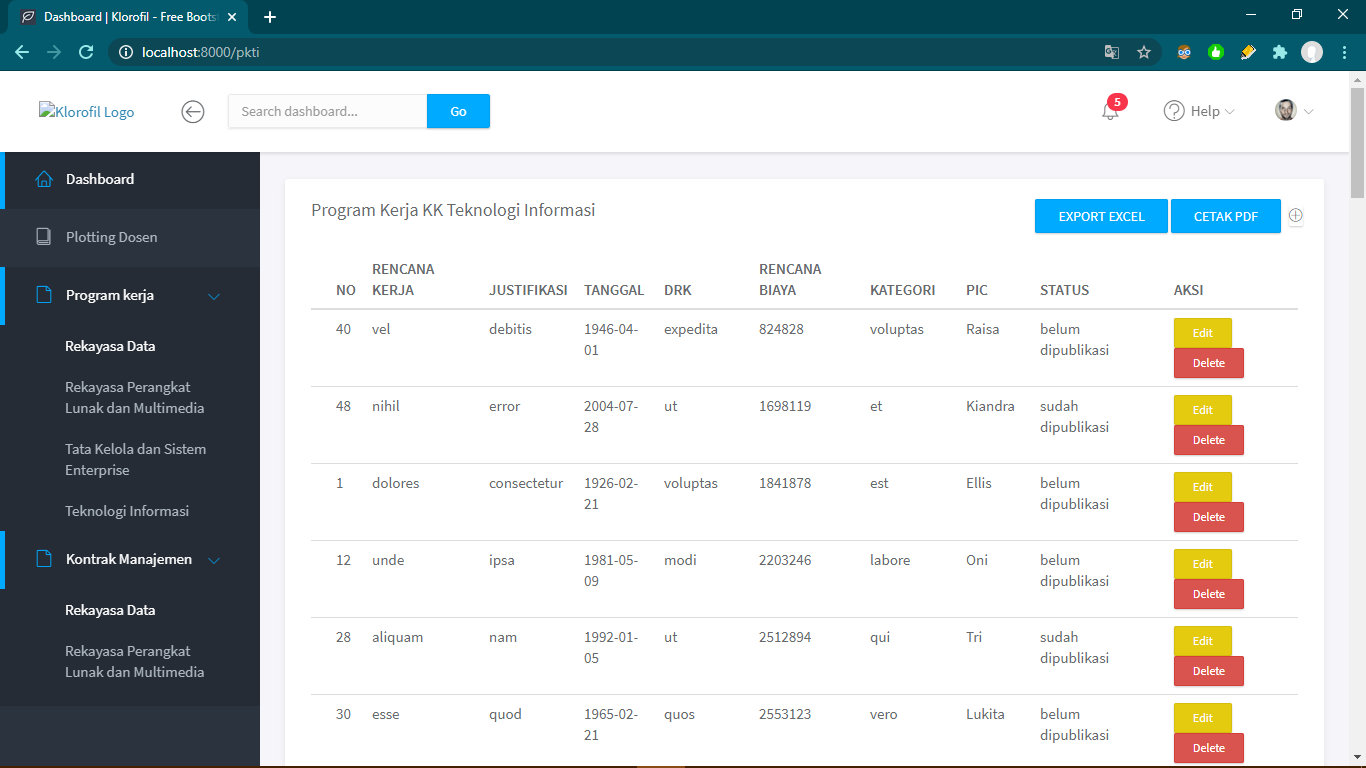 Dashboard | Klorofil - Free Boots
localhost:8000/pkti
Klorofil Logo
Search dashboard...
Go
5
Help
Dashboard
Plotting Dosen
Program kerja
Rekayasa Data
Rekayasa Perangkat
Lunak dan Multimedia
Tata Kelola dan Sistem
Enterprise
Teknologi Informasi
Kontrak Manajemen
Rekayasa Data
Rekayasa Perangkat
Lunak dan Multimedia
Program Kerja KK Teknologi Informasi
EXPORT EXCEL
CETAK PDF
NO RENCANA KERJA JUSTIFIKASI TANGGAL DRK RENCANA BIAYA KATEGORI PIC STATUS AKSI
40 vel debitis 1946-04- expedita 824828 voluptas Raisa belum Edit
01 dipublikasi Delete
48 nihil error 2004-07- ut 1698119 et Kiandra sudah Edit
28 dipublikasi Delete
1 dolores consectetur 1926-02- voluptas 1841878 est Ellis belum Edit
21 dipublikasi Delete
12 unde ipsa 1981-05- modi 2203246 labore Oni belum Edit
09 dipublikasi Delete
28 aliquam nam 1992-01- ut 2512894 qui Tri sudah Edit
05 dipublikasi Delete
30 esse quod 1965-02- quos 2553123 vero Lukita belum Edit
21 dipublikasi Delete